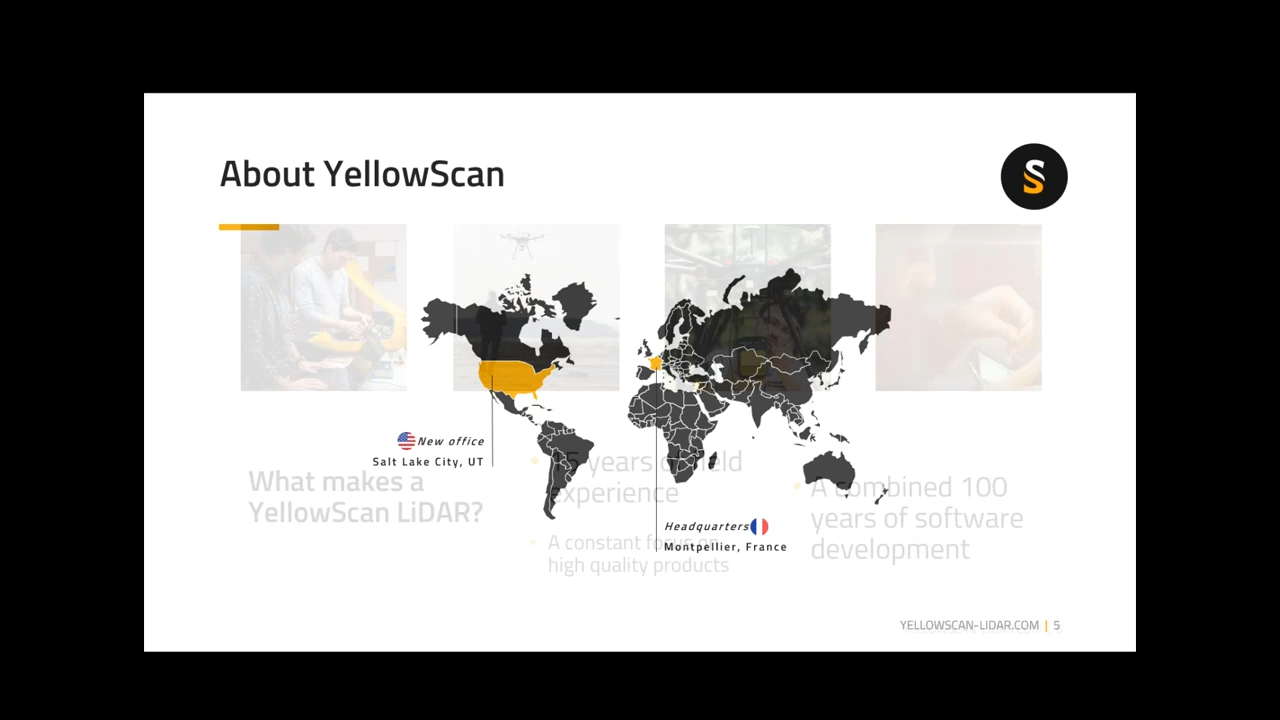 About YellowScan
New office
Salt Lake City, UT
What makes a
YellowScan LiDAR?
years of field
experience
A constant focus on
high quality products
A combined 100
years of software
development
Headquarters
Montpellier, France
YELLOWSCAN-LIDAR.COM | 5